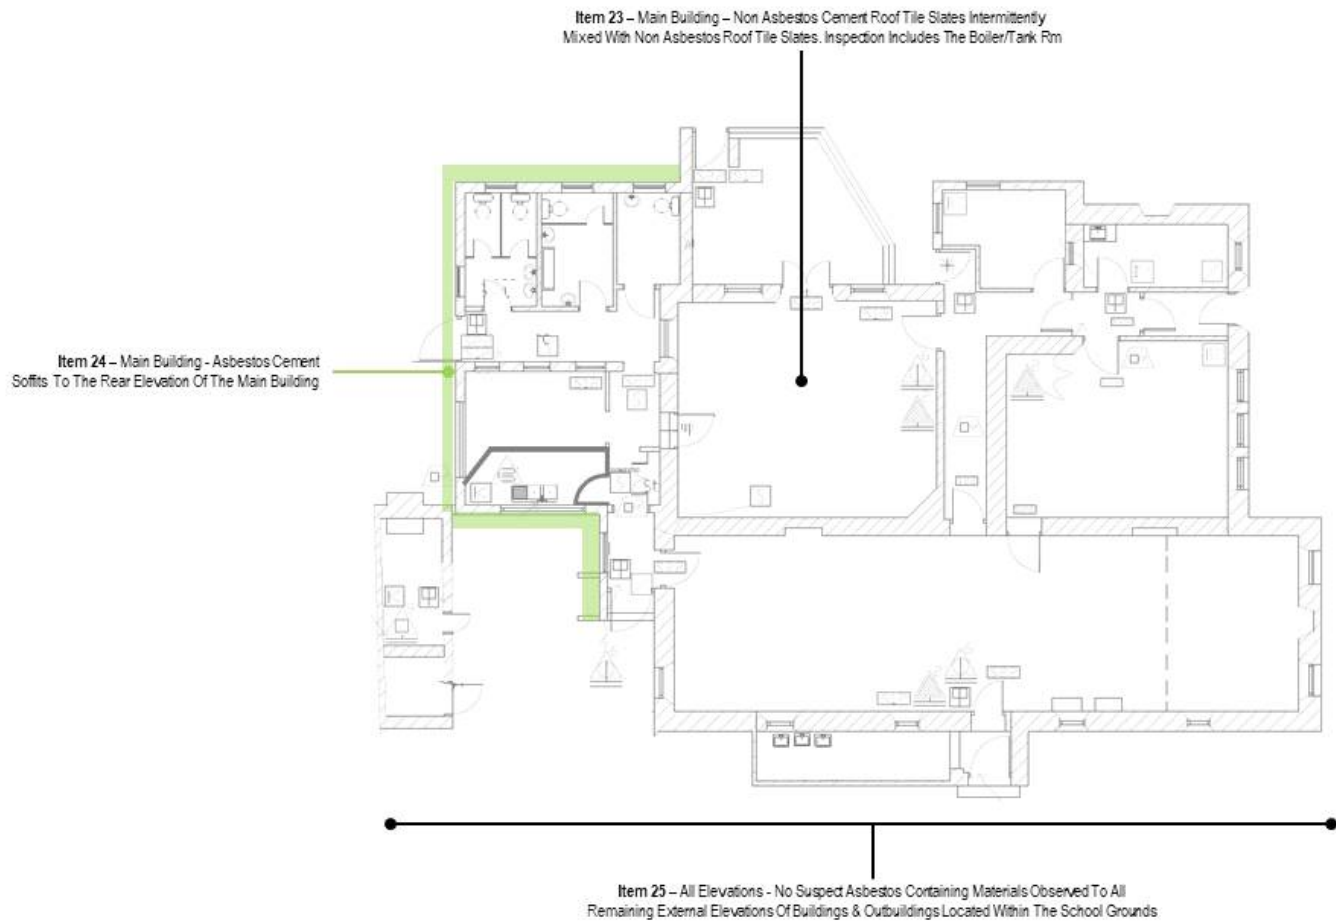 Item 23 – Main Building – Non Asbestos Cement Roof Tile Slates Intermittently
Mixed With Non Asbestos Roof Tile Slates. Inspection Includes The Boiler/Tank Rm
Item 24 – Main Building - Asbestos Cement
Soffits To The Rear Elevation Of The Main Building
Item 25 – All Elevations - No Suspect Asbestos Containing Materials Observed To All
Remaining External Elevations Of Buildings & Outbuildings Located Within The School Grounds